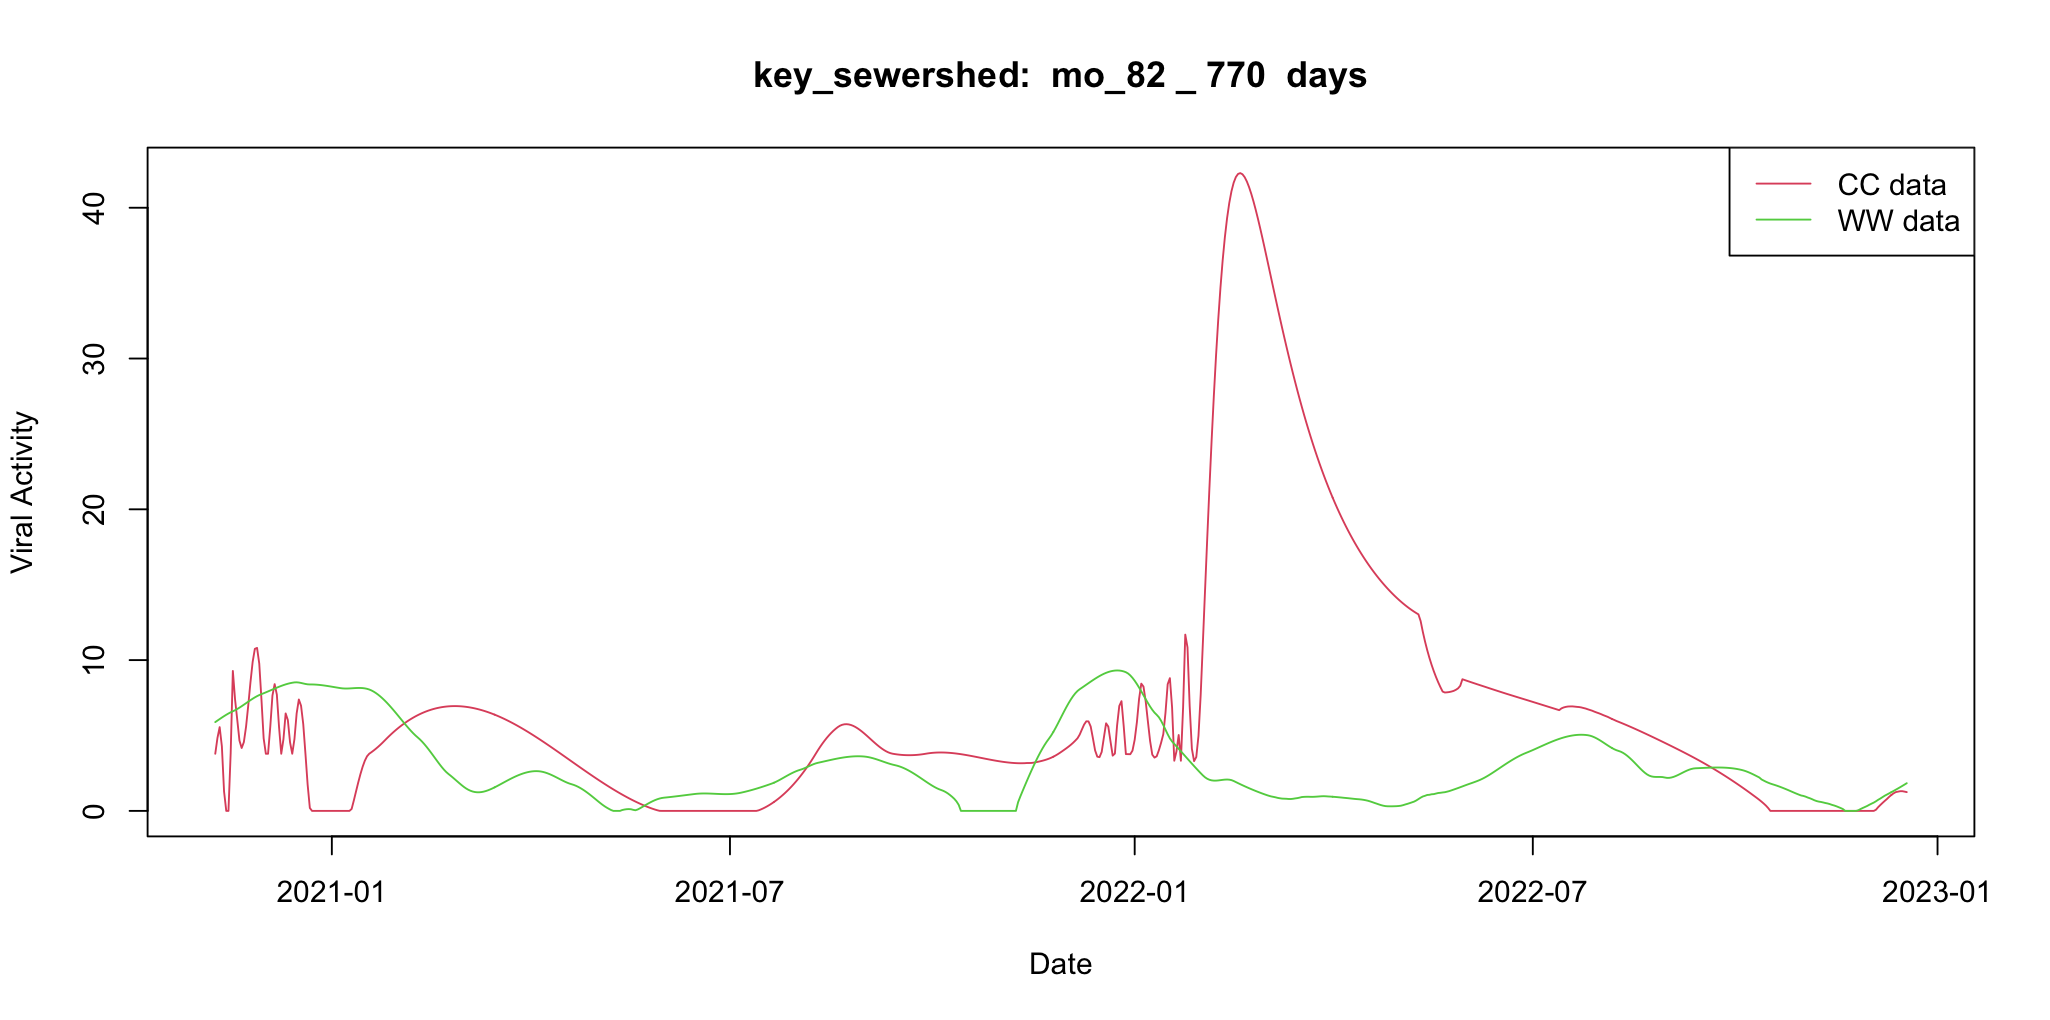 key_sewershed:  mo_82 _ 770  days
CC data
WW data
Viral Activity
40
30
20
10
0
2021-01
2021-07
2022-01
2022-07
2023-01
Date